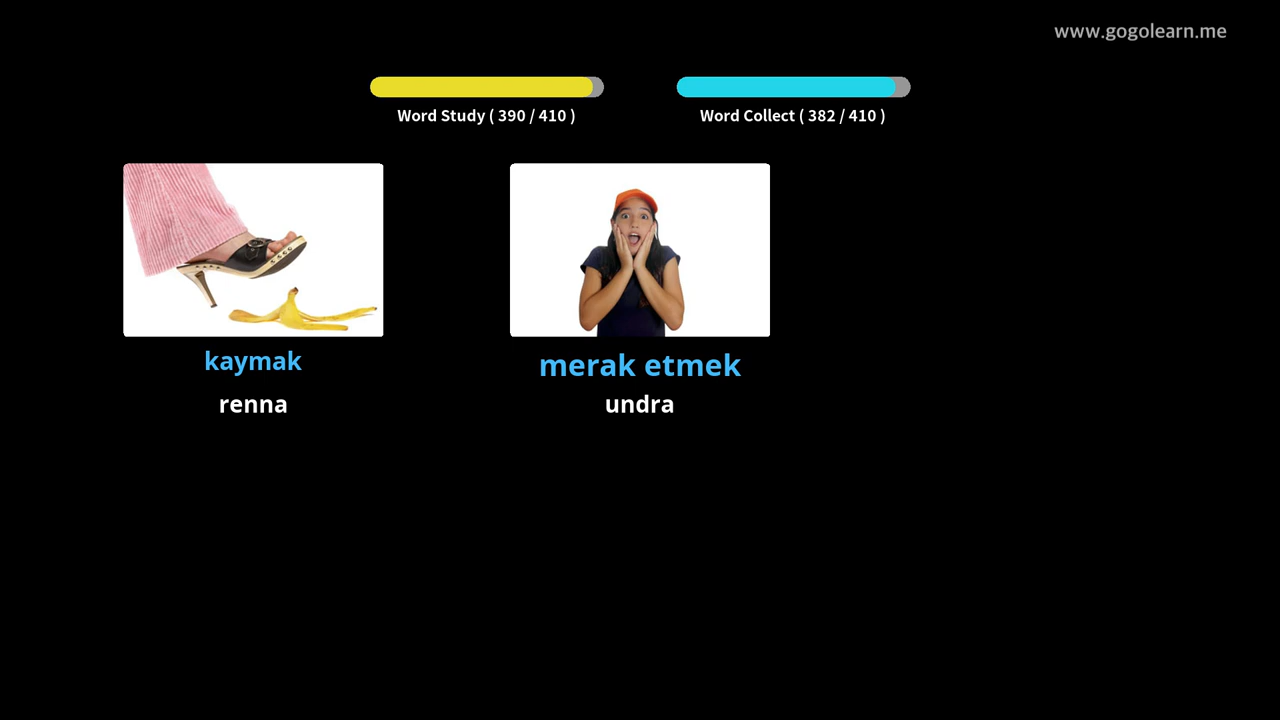 www.gogolearn.me
Word Study ( 390 / 410 )
Word Collect ( 382 / 410 )
kaymak
renna
merak etmek
undra